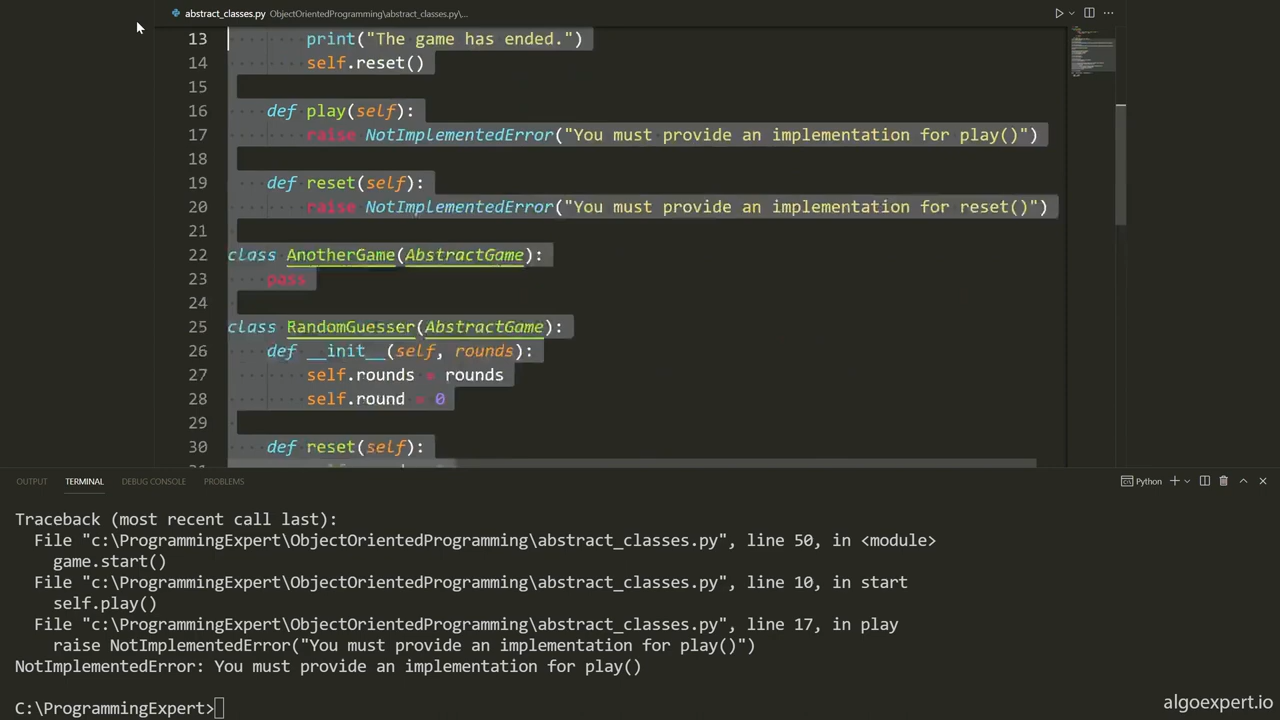 abstract_classes.py ObjectOrientedProgramming\abstract_classes.py\...
13 print("The game has ended.")
14 self.reset()
15
16 def play(self):
17 raise NotImplementedError("You must provide an implementation for play()")
18
19 def reset(self):
20 raise NotImplementedError("You must provide an implementation for reset()")
21
22 class AnotherGame(AbstractGame):
23 pass
24
25 class RandomGuesser(AbstractGame):
26 def __init__(self, rounds):
27 self.rounds = rounds
28 self.round = 0
29
30 def reset(self):
OUTPUT TERMINAL DEBUG CONSOLE PROBLEMS Python
Traceback (most recent call last):
File "c:\ProgrammingExpert\ObjectOrientedProgramming\abstract_classes.py", line 50, in <module>
game.start()
File "c:\ProgrammingExpert\ObjectOrientedProgramming\abstract_classes.py", line 10, in start
self.play()
File "c:\ProgrammingExpert\ObjectOrientedProgramming\abstract_classes.py", line 17, in play
raise NotImplementedError("You must provide an implementation for play()")
NotImplementedError: You must provide an implementation for play()
C:\ProgrammingExpert>
algoexpert.io